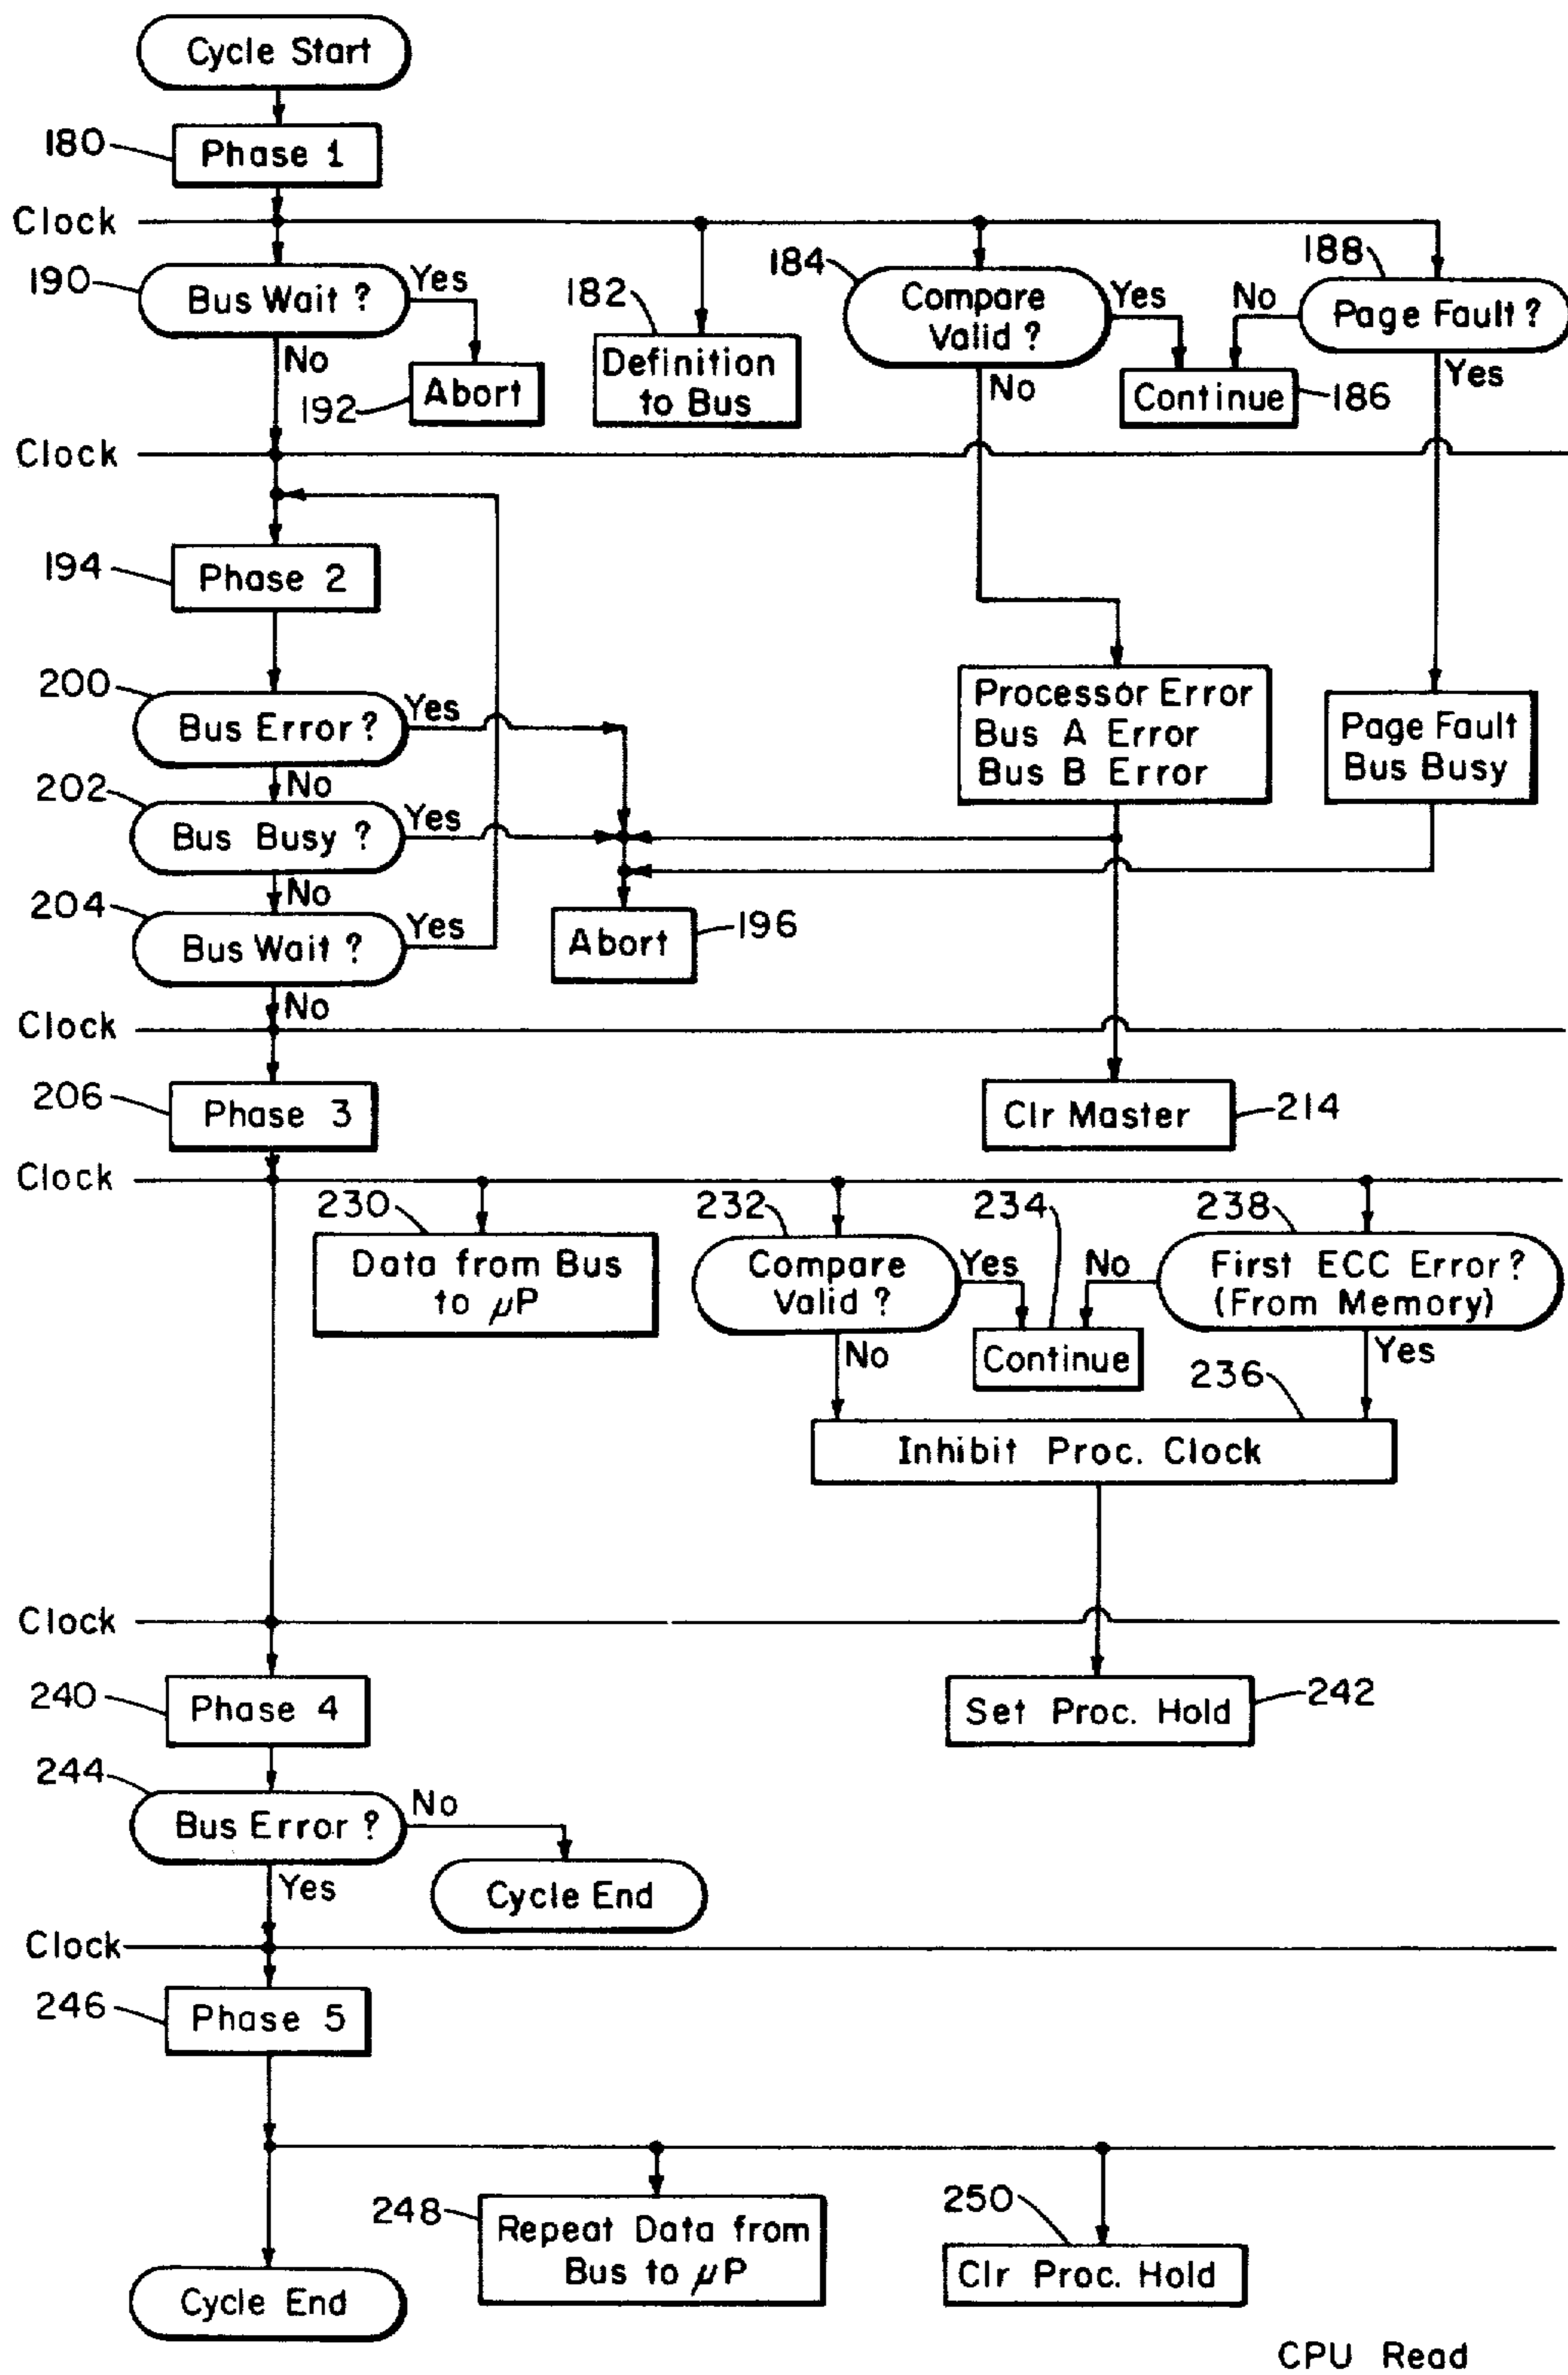 Cycle Start
180
Phase 1
Clock
190
Bus Wait ?
Yes
No
192
Abort
182
Definition
to Bus
184
Compare
Valid ?
Yes
No
Continue
186
188
Page Fault ?
No
Yes
Clock
194
Phase 2
200
Bus Error ?
Yes
No
202
Bus Busy ?
Yes
No
204
Bus Wait ?
Yes
No
Abort
196
Processor Error
Bus A Error
Bus B Error
Page Fault
Bus Busy
Clock
206
Phase 3
Clr Master
214
Clock
230
Data from Bus
to μP
232
Compare
Valid ?
Yes
No
234
Continue
238
First ECC Error ?
(From Memory)
No
Yes
236
Inhibit Proc. Clock
Clock
240
Phase 4
Set Proc. Hold
242
244
Bus Error ?
No
Yes
Cycle End
Clock
246
Phase 5
248
Repeat Data from
Bus to μP
250
Clr Proc. Hold
Cycle End
CPU Read